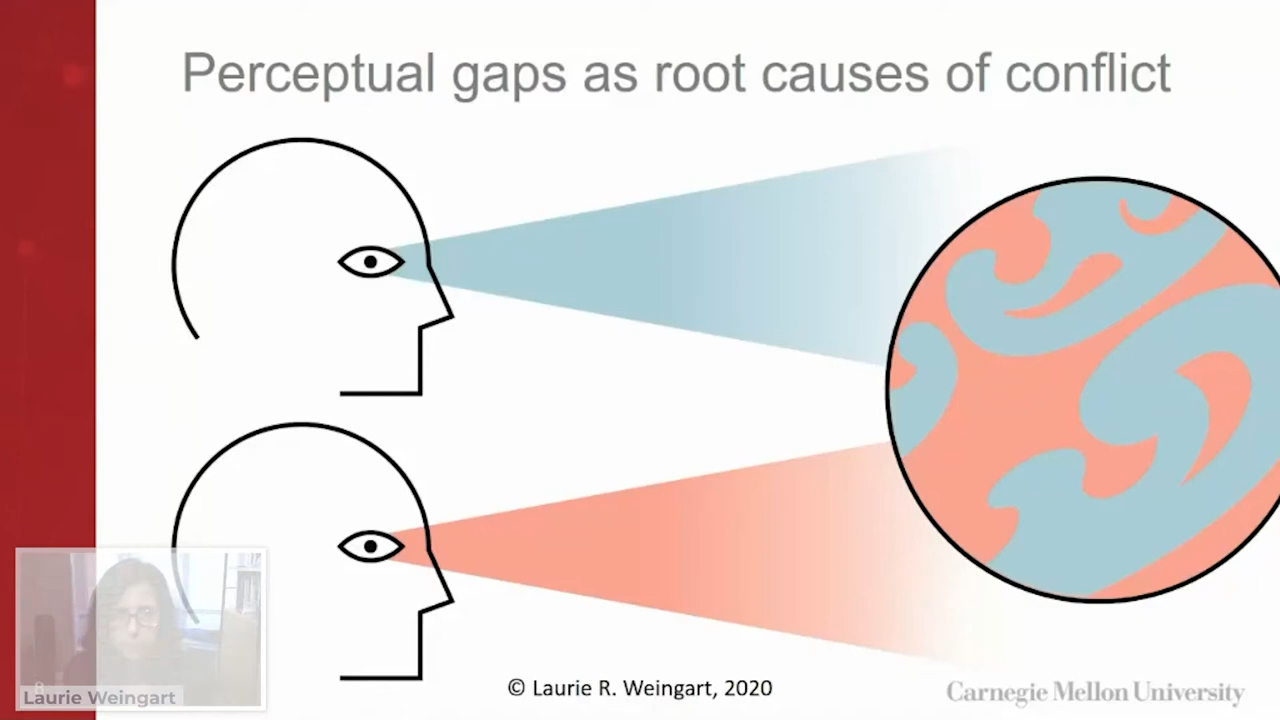 Perceptual gaps as root causes of conflict
Laurie Weingart
© Laurie R. Weingart, 2020
Carnegie Mellon University